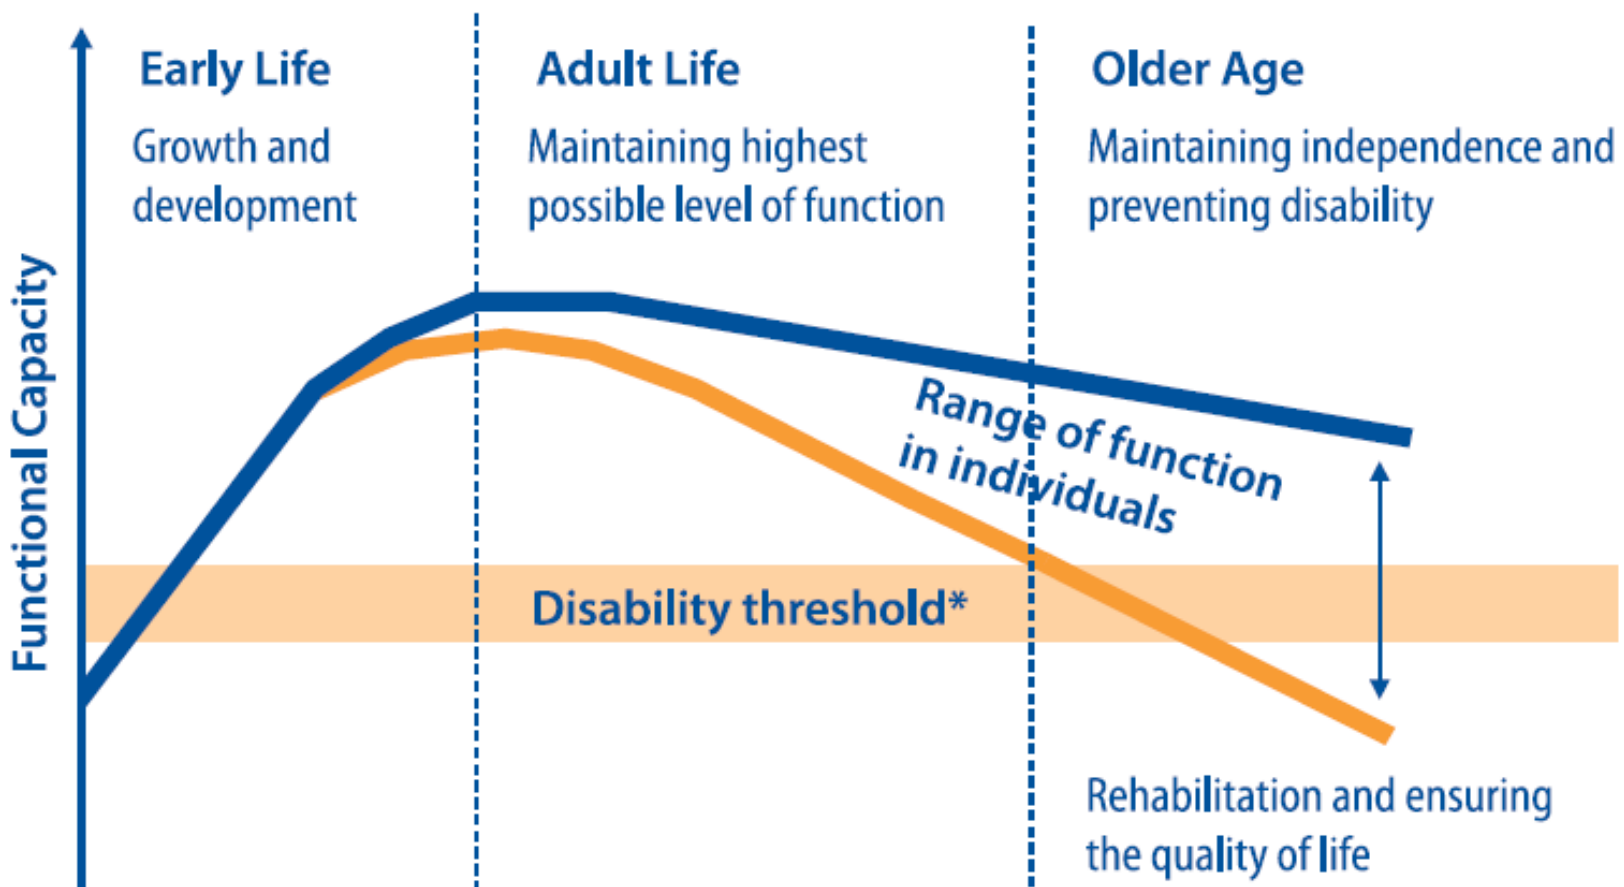 Early Life
Growth and
development
Adult Life
Maintaining highest
possible level of function
Older Age
Maintaining independence and
preventing disability
Functional Capacity
Range of function
in individuals
Disability threshold*
Rehabilitation and ensuring
the quality of life